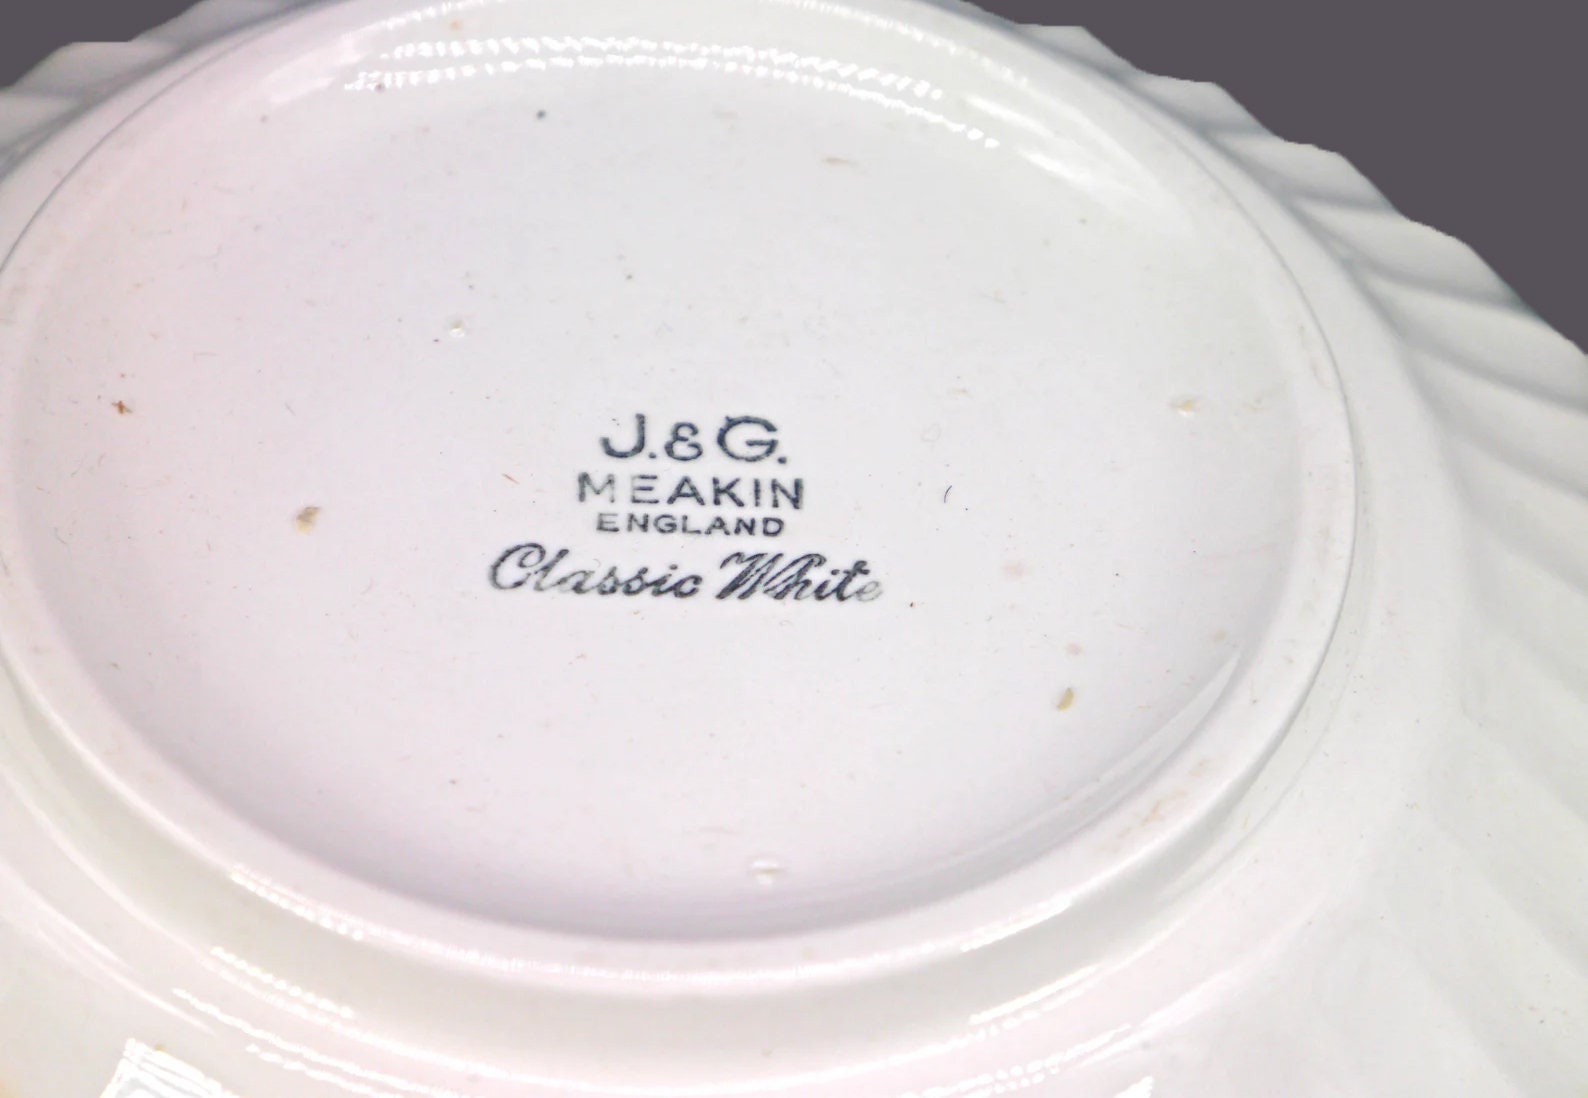 J.&G.
MEAKIN
ENGLAND
Classic White